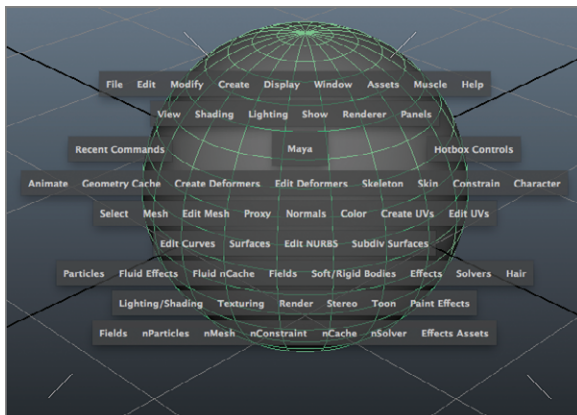 File Edit Modify Create Display Window Assets Muscle Help
View Shading Lighting Show Renderer Panels
Recent Commands Maya Hotbox Controls
Animate Geometry Cache Create Deformers Edit Deformers Skeleton Skin Constrain Character
Select Mesh Edit Mesh Proxy Normals Color Create UVs Edit UVs
Edit Curves Surfaces Edit NURBS Subdiv Surfaces
Particles Fluid Effects Fluid nCache Fields Soft/Rigid Bodies Effects Solvers Hair
Lighting/Shading Texturing Render Stereo Toon Paint Effects
Fields nParticles nMesh nConstraint nCache nSolver Effects Assets